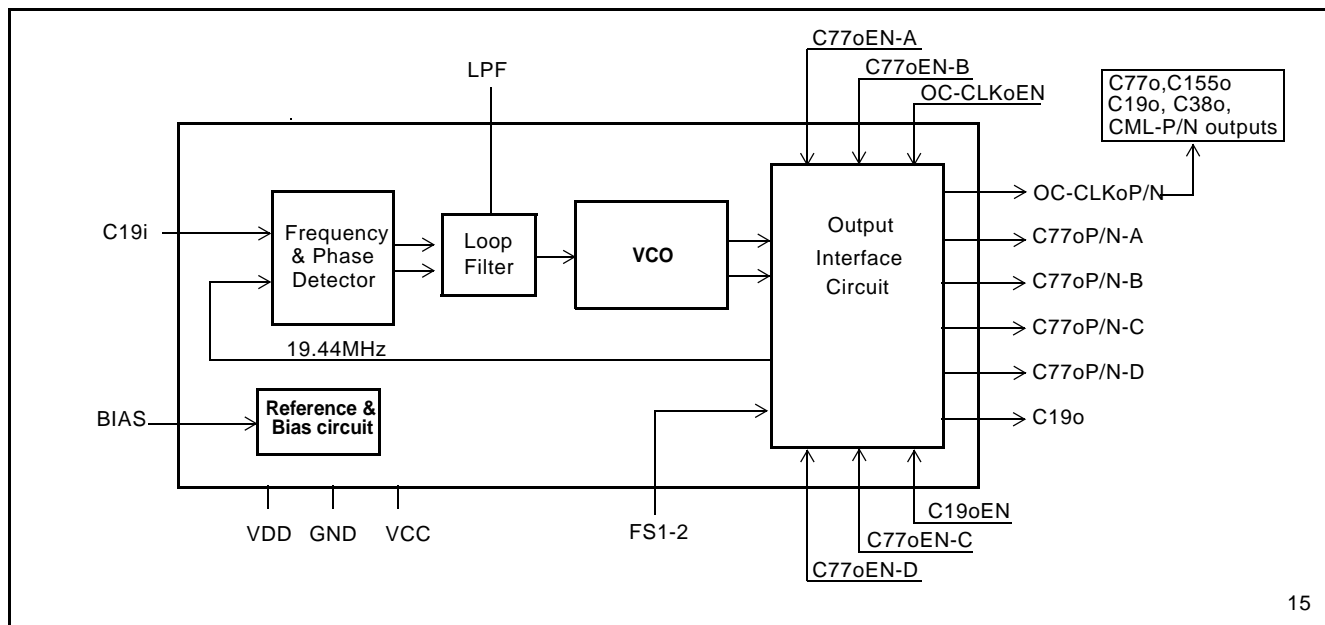 C77oEN-A
C77oEN-B
OC-CLKoEN
LPF
C77o,C155o
C19o, C38o,
CML-P/N outputs
C19i
Frequency
& Phase
Detector
Loop
Filter
VCO
Output
Interface
Circuit
OC-CLKoP/N
C77oP/N-A
C77oP/N-B
C77oP/N-C
C77oP/N-D
C19o
19.44MHz
BIAS
Reference &
Bias circuit
VDD
GND
VCC
FS1-2
C19oEN
C77oEN-C
C77oEN-D
15